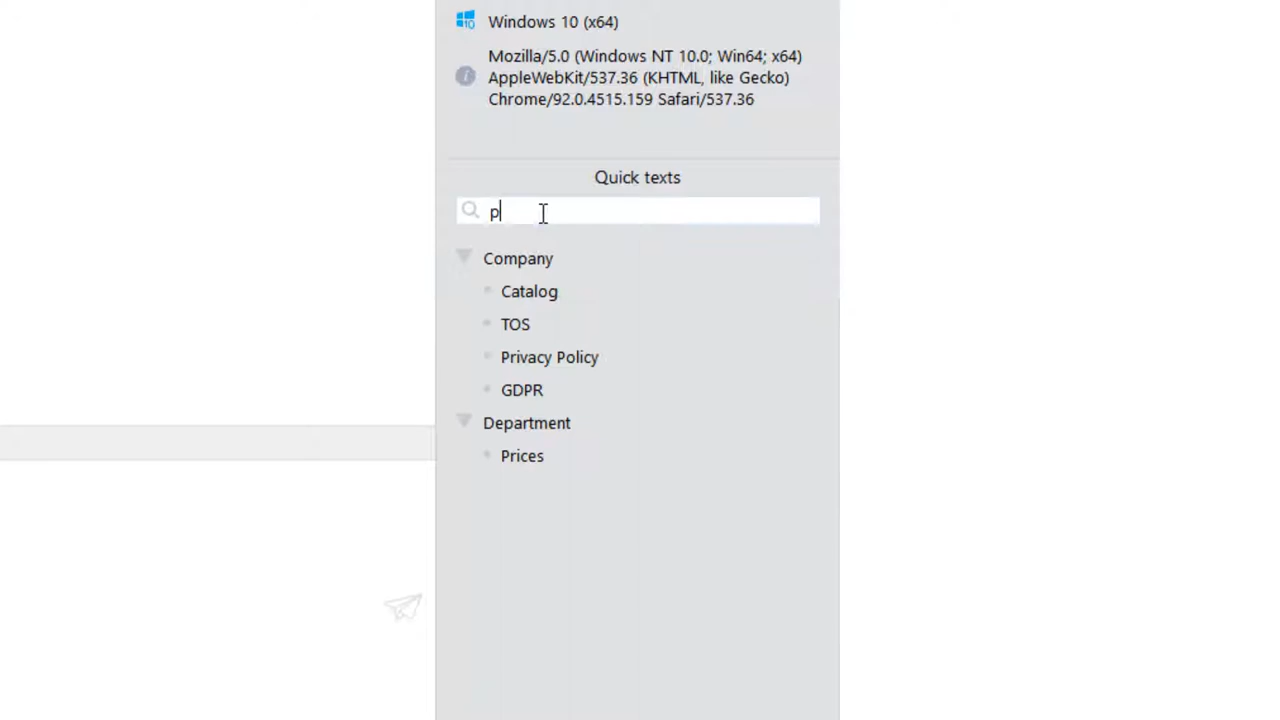 Windows 10 (x64)
Mozilla/5.0 (Windows NT 10.0; Win64; x64)
AppleWebKit/537.36 (KHTML, like Gecko)
Chrome/92.0.4515.159 Safari/537.36
Quick texts
p
Company
Catalog
TOS
Privacy Policy
GDPR
Department
Prices